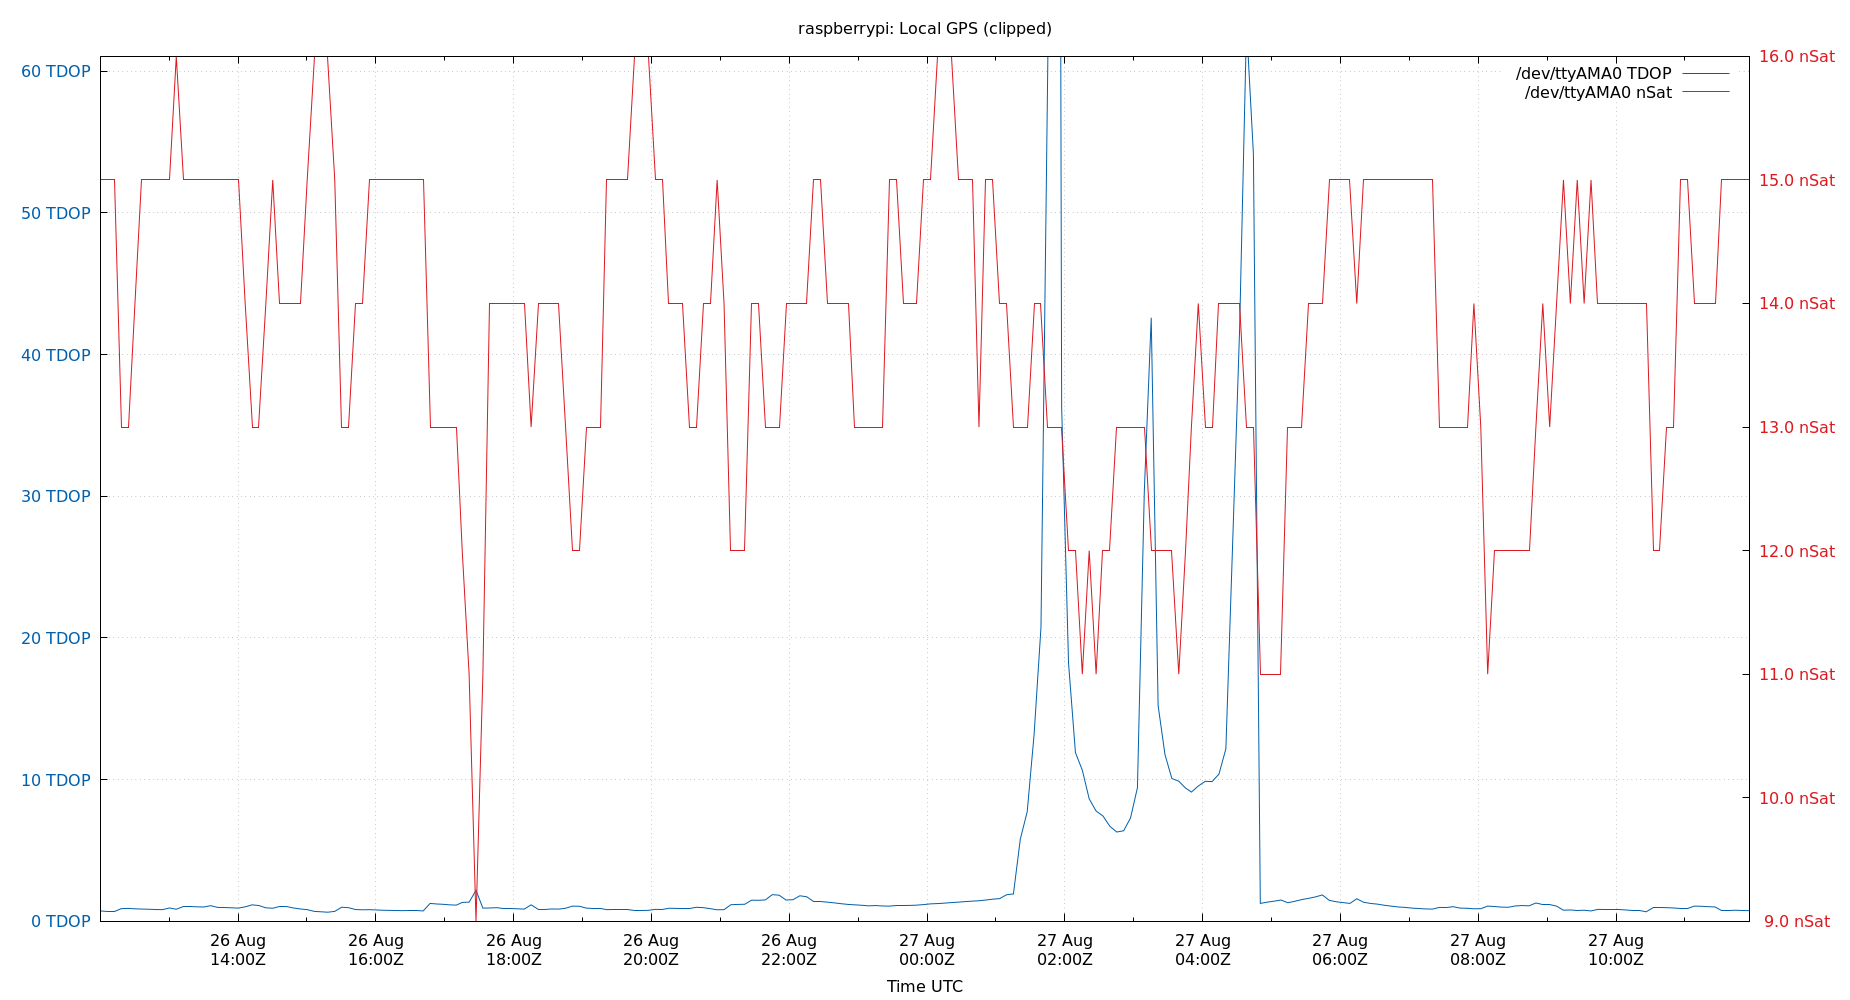 raspberrypi: Local GPS (clipped)
/dev/ttyAMA0 TDOP
/dev/ttyAMA0 nSat
60 TDOP
50 TDOP
40 TDOP
30 TDOP
20 TDOP
10 TDOP
0 TDOP
16.0 nSat
15.0 nSat
14.0 nSat
13.0 nSat
12.0 nSat
11.0 nSat
10.0 nSat
9.0 nSat
26 Aug
14:00Z
26 Aug
16:00Z
26 Aug
18:00Z
26 Aug
20:00Z
26 Aug
22:00Z
27 Aug
00:00Z
27 Aug
02:00Z
27 Aug
04:00Z
27 Aug
06:00Z
27 Aug
08:00Z
27 Aug
10:00Z
Time UTC